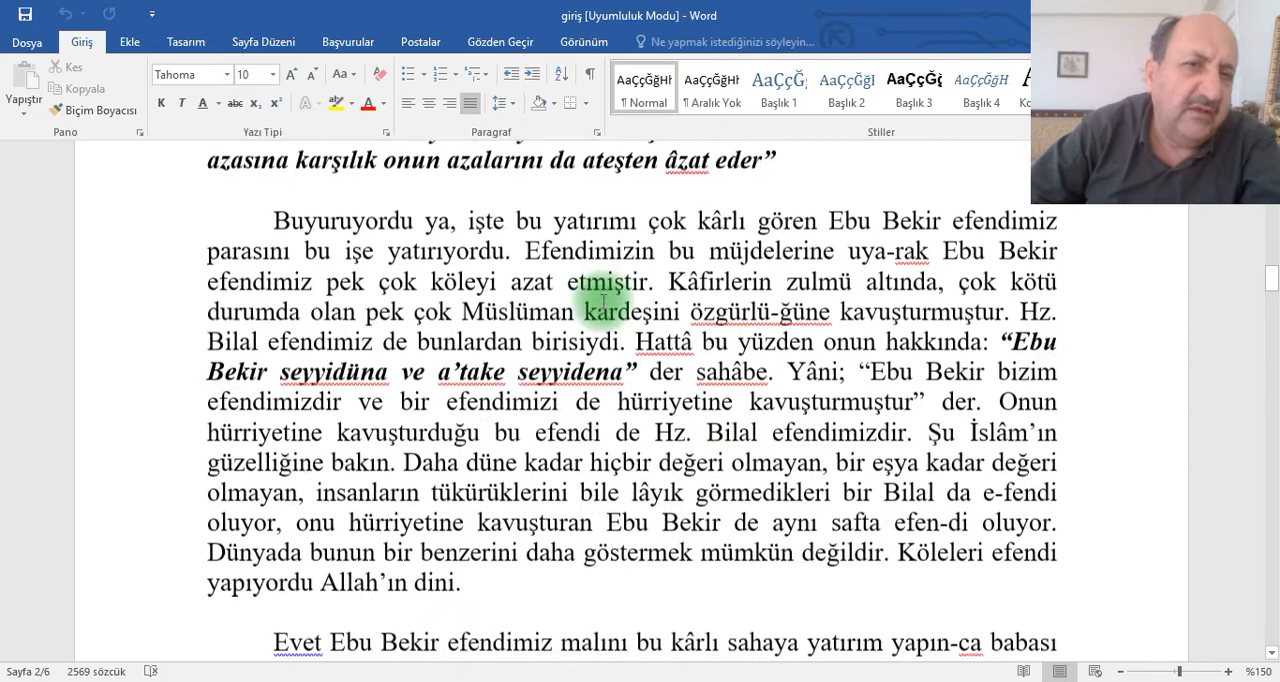 giriş [Uyumluluk Modu] - Word
Dosya Giriş Ekle Tasarım Sayfa Düzeni Başvurular Postalar Gözden Geçir Görünüm Ne yapmak istediğinizi söyleyin...
Yapıştır
Kes
Kopyala
Biçim Boyacısı
Tahoma 10
AaÇçĞğHł AaÇçĞğHł AaÇçĞ AaÇçĞğI AaÇçĞğ AaÇçĞğH
¶ Normal ¶ Aralık Yok Başlık 1 Başlık 2 Başlık 3 Başlık 4
Pano Yazı Tipi Paragraf Stiller
azasına karşılık onun azalarını da ateşten âzat eder”
Buyuruyordu ya, işte bu yatırımı çok kârlı gören Ebu Bekir efendimiz
parasını bu işe yatırıyordu. Efendimizin bu müjdelerine uya-rak Ebu Bekir
efendimiz pek çok köleyi azat etmiştir. Kâfirlerin zulmü altında, çok kötü
durumda olan pek çok Müslüman kardeşini özgürlü-ğüne kavuşturmuştur. Hz.
Bilal efendimiz de bunlardan birisiydi. Hattâ bu yüzden onun hakkında: “Ebu
Bekir seyyidüna ve a’take seyyidena” der sahâbe. Yâni; “Ebu Bekir bizim
efendimizdir ve bir efendimizi de hürriyetine kavuşturmuştur” der. Onun
hürriyetine kavuşturduğu bu efendi de Hz. Bilal efendimizdir. Şu İslâm’ın
güzelliğine bakın. Daha düne kadar hiçbir değeri olmayan, bir eşya kadar değeri
olmayan, insanların tükürüklerini bile lâyık görmedikleri bir Bilal da e-fendi
oluyor, onu hürriyetine kavuşturan Ebu Bekir de aynı safta efen-di oluyor.
Dünyada bunun bir benzerini daha göstermek mümkün değildir. Köleleri efendi
yapıyordu Allah’ın dini.
Evet Ebu Bekir efendimiz malını bu kârlı sahaya yatırım yapın-ca babası
Sayfa 2/6 2569 sözcük %150